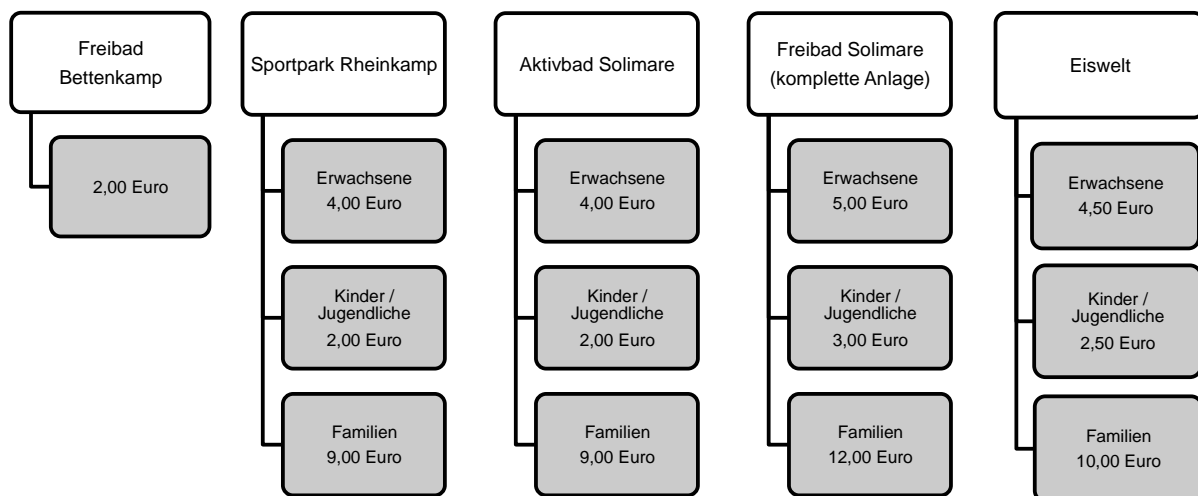 Freibad
Bettenkamp
2,00 Euro
Sportpark Rheinkamp
Erwachsene
4,00 Euro
Kinder /
Jugendliche
2,00 Euro
Familien
9,00 Euro
Aktivbad Solimare
Erwachsene
4,00 Euro
Kinder /
Jugendliche
2,00 Euro
Familien
9,00 Euro
Freibad Solimare
(komplette Anlage)
Erwachsene
5,00 Euro
Kinder /
Jugendliche
3,00 Euro
Familien
12,00 Euro
Eiswelt
Erwachsene
4,50 Euro
Kinder /
Jugendliche
2,50 Euro
Familien
10,00 Euro